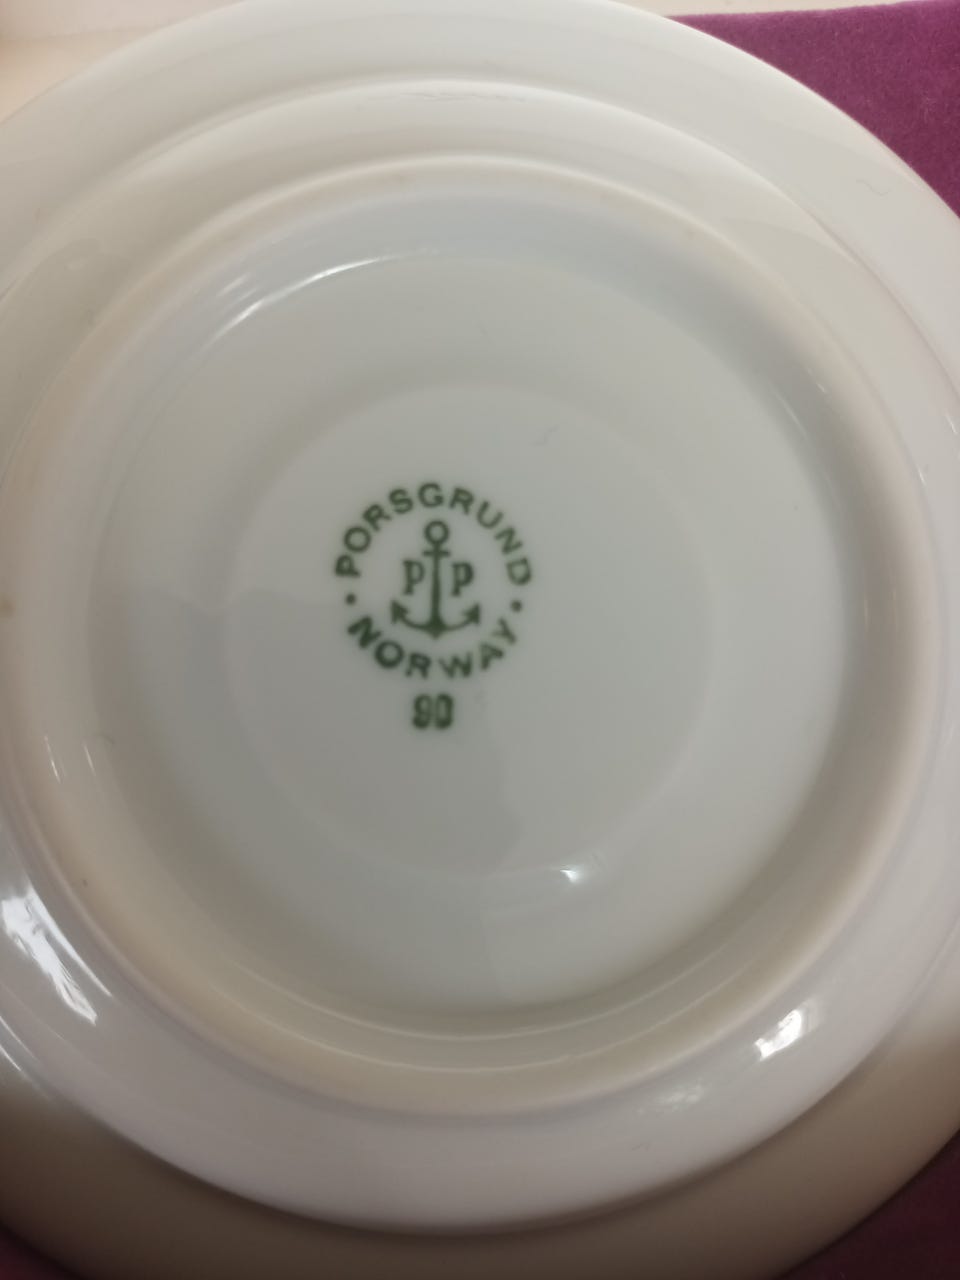 PORSGRUND
P P
• NORWAY •
90